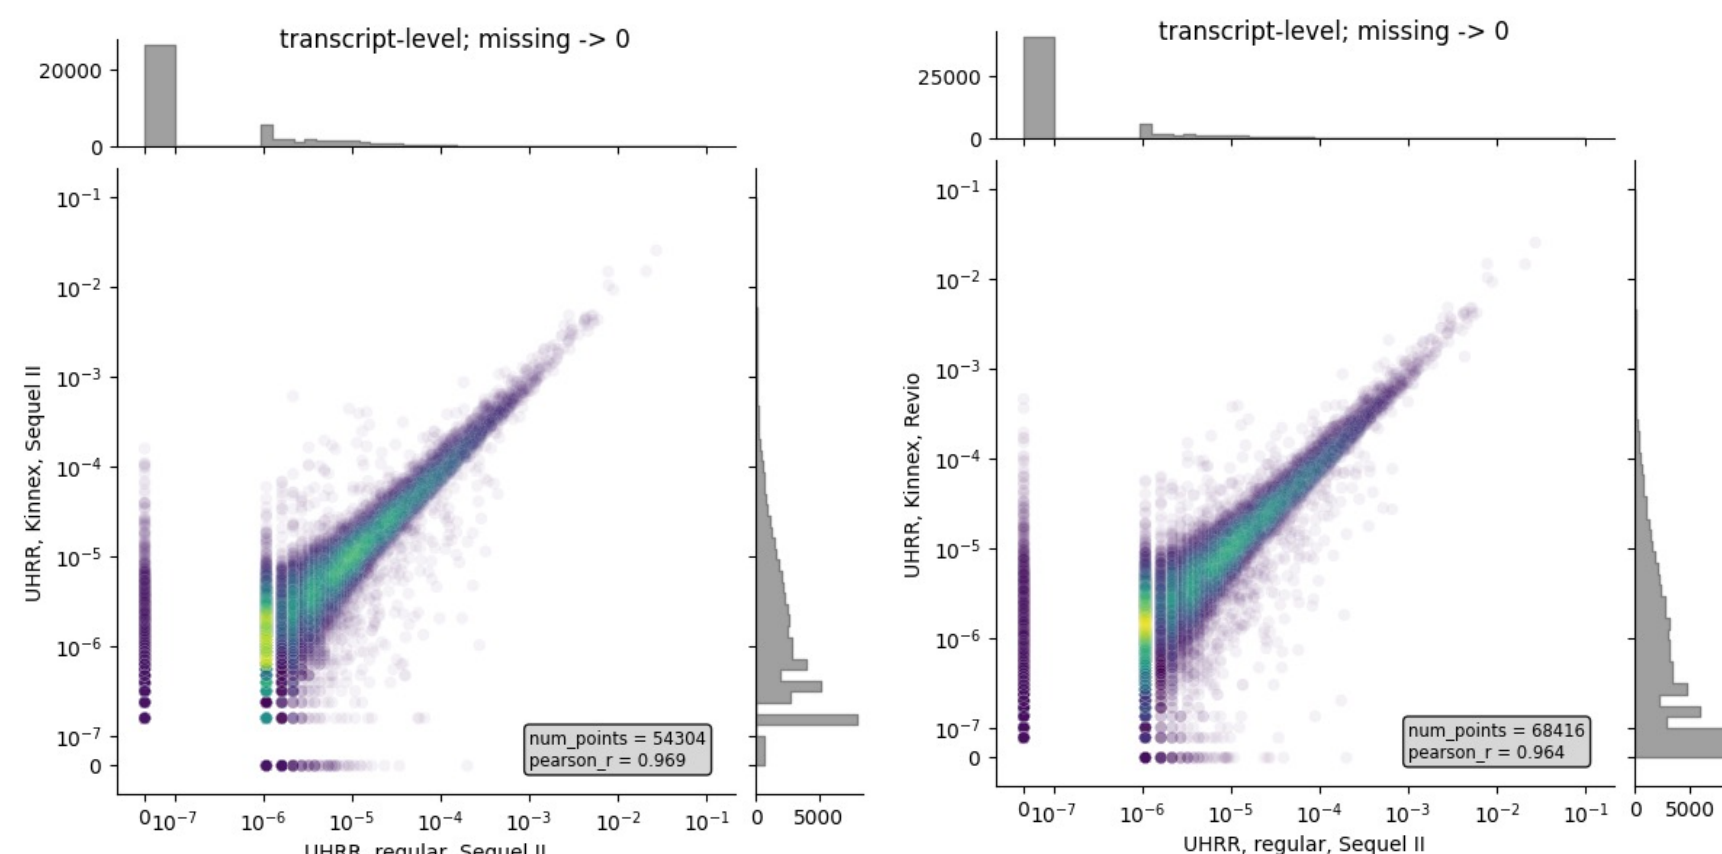 transcript-level; missing -> 0
20000
0
10⁻¹
10⁻²
10⁻³
10⁻⁴
10⁻⁵
10⁻⁶
10⁻⁷
0
UHRR, Kinnex, Sequel II
num_points = 54304
pearson_r = 0.969
0 10⁻⁷ 10⁻⁶ 10⁻⁵ 10⁻⁴ 10⁻³ 10⁻² 10⁻¹
0 5000
UHRR, regular, Sequel II
transcript-level; missing -> 0
25000
0
10⁻¹
10⁻²
10⁻³
10⁻⁴
10⁻⁵
10⁻⁶
10⁻⁷
0
UHRR, Kinnex, Revio
num_points = 68416
pearson_r = 0.964
0 10⁻⁷ 10⁻⁶ 10⁻⁵ 10⁻⁴ 10⁻³ 10⁻² 10⁻¹
0 5000
UHRR, regular, Sequel II